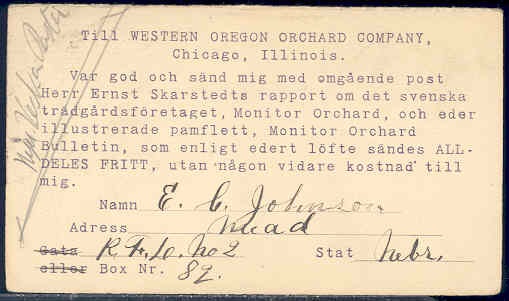 Till WESTERN OREGON ORCHARD COMPANY,
Chicago, Illinois.
Var god och sänd mig med omgående post
Herr Ernst Skarstedts rapport om det svenska
trädgårdsföretaget, Monitor Orchard, och eder
illustrerade pamflett, Monitor Orchard
Bulletin, som enligt edert löfte sändes ALL-
DELES FRITT, utan någon vidare kostnad till
mig.
Namn E. C. Johnson
Adress Mead
Gata R.F.D. No 2 Stat Nebr.
eller Box Nr. 82.